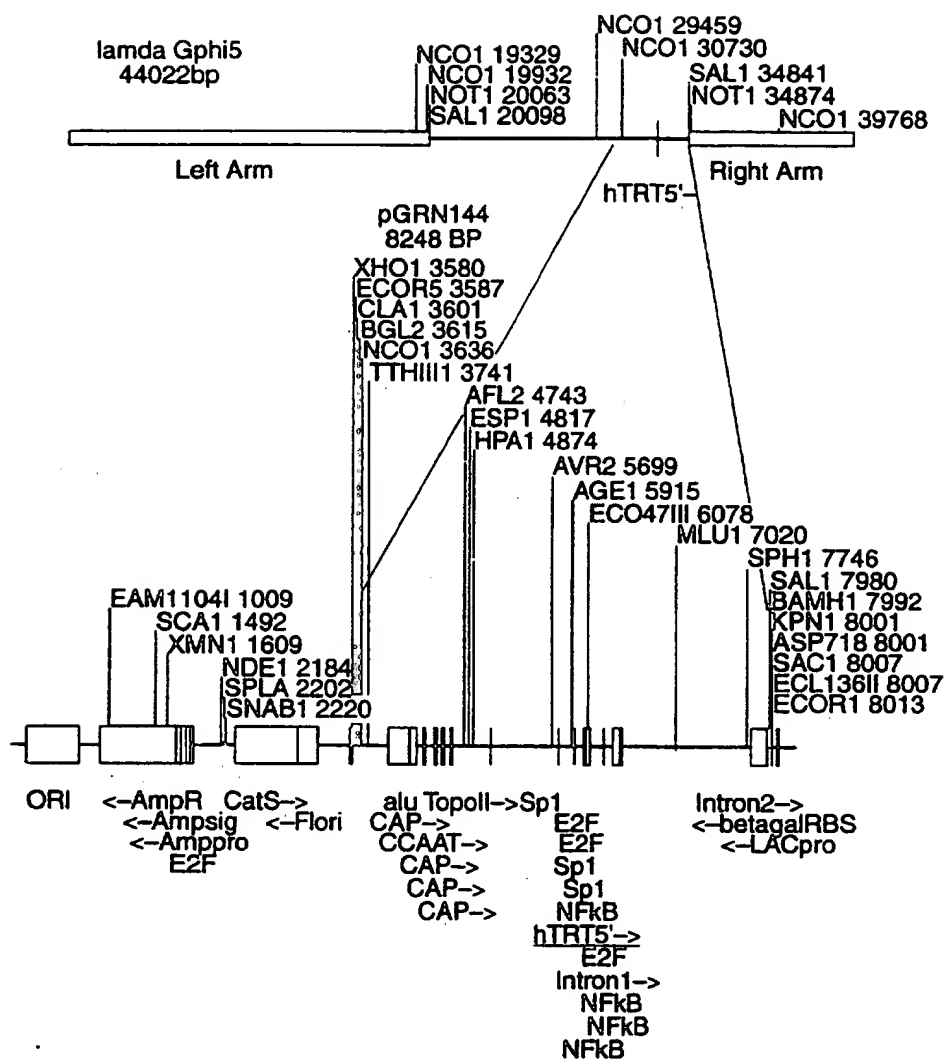 lamda Gphi5
44022bp
NCO1 19329
NCO1 19932
NOT1 20063
SAL1 20098
NCO1 29459
NCO1 30730
SAL1 34841
NOT1 34874
NCO1 39768
Left Arm
Right Arm
hTRT5'
pGRN144
8248 BP
XHO1 3580
ECOR5 3587
CLA1 3601
BGL2 3615
NCO1 3636
TTHIII1 3741
AFL2 4743
ESP1 4817
HPA1 4874
AVR2 5699
AGE1 5915
ECO47III 6078
MLU1 7020
SPH1 7746
SAL1 7980
BAMH1 7992
KPN1 8001
ASP718 8001
SAC1 8007
ECL136II 8007
ECOR1 8013
EAM1104I 1009
SCA1 1492
XMN1 1609
NDE1 2184
SPLA 2202
SNAB1 2220
ORI
<-AmpR
<-Ampsig
<-Amppro
E2F
CatS->
<-Flori
alu TopoII->Sp1
CAP->
CCAAT->
CAP->
CAP->
CAP->
E2F
E2F
Sp1
Sp1
NFkB
hTRT5'->
E2F
Intron1->
NFkB
NFkB
NFkB
Intron2->
<-betagalRBS
<-LACpro